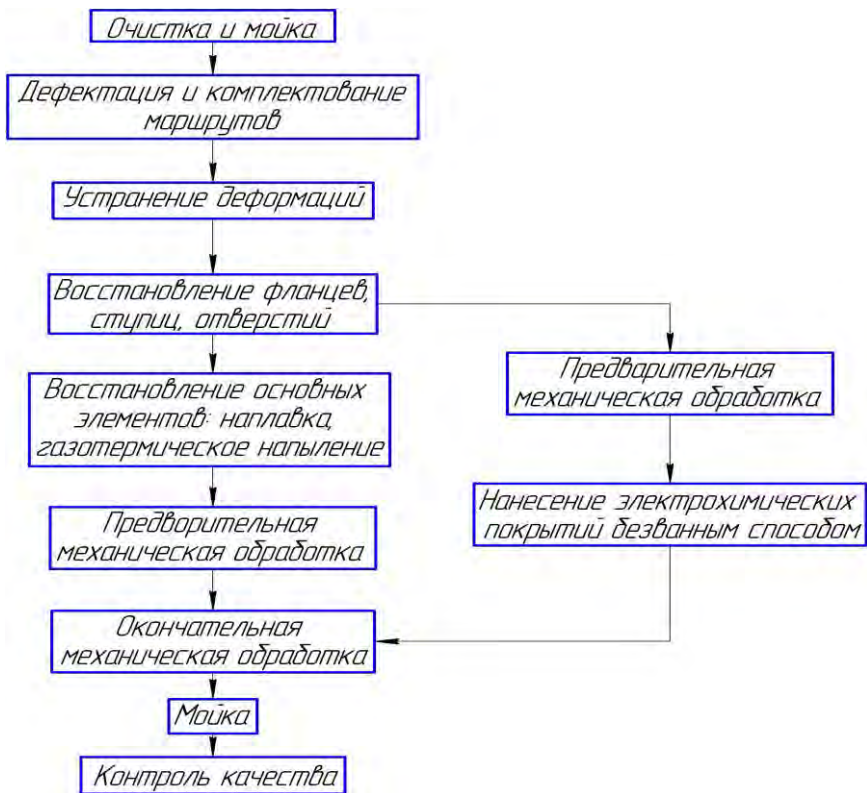 Очистка и мойка
Дефектация и комплектование
маршрутов
Устранение деформаций
Восстановление фланцев,
ступиц, отверстий
Восстановление основных
элементов: наплавка,
газотермическое напыление
Предворительная
механическая обработка
Предварительная
механическая обработка
Нанесение электрохимических
покрытий безванным способом
Окончательная
механическая обработка
Мойка
Контроль качества